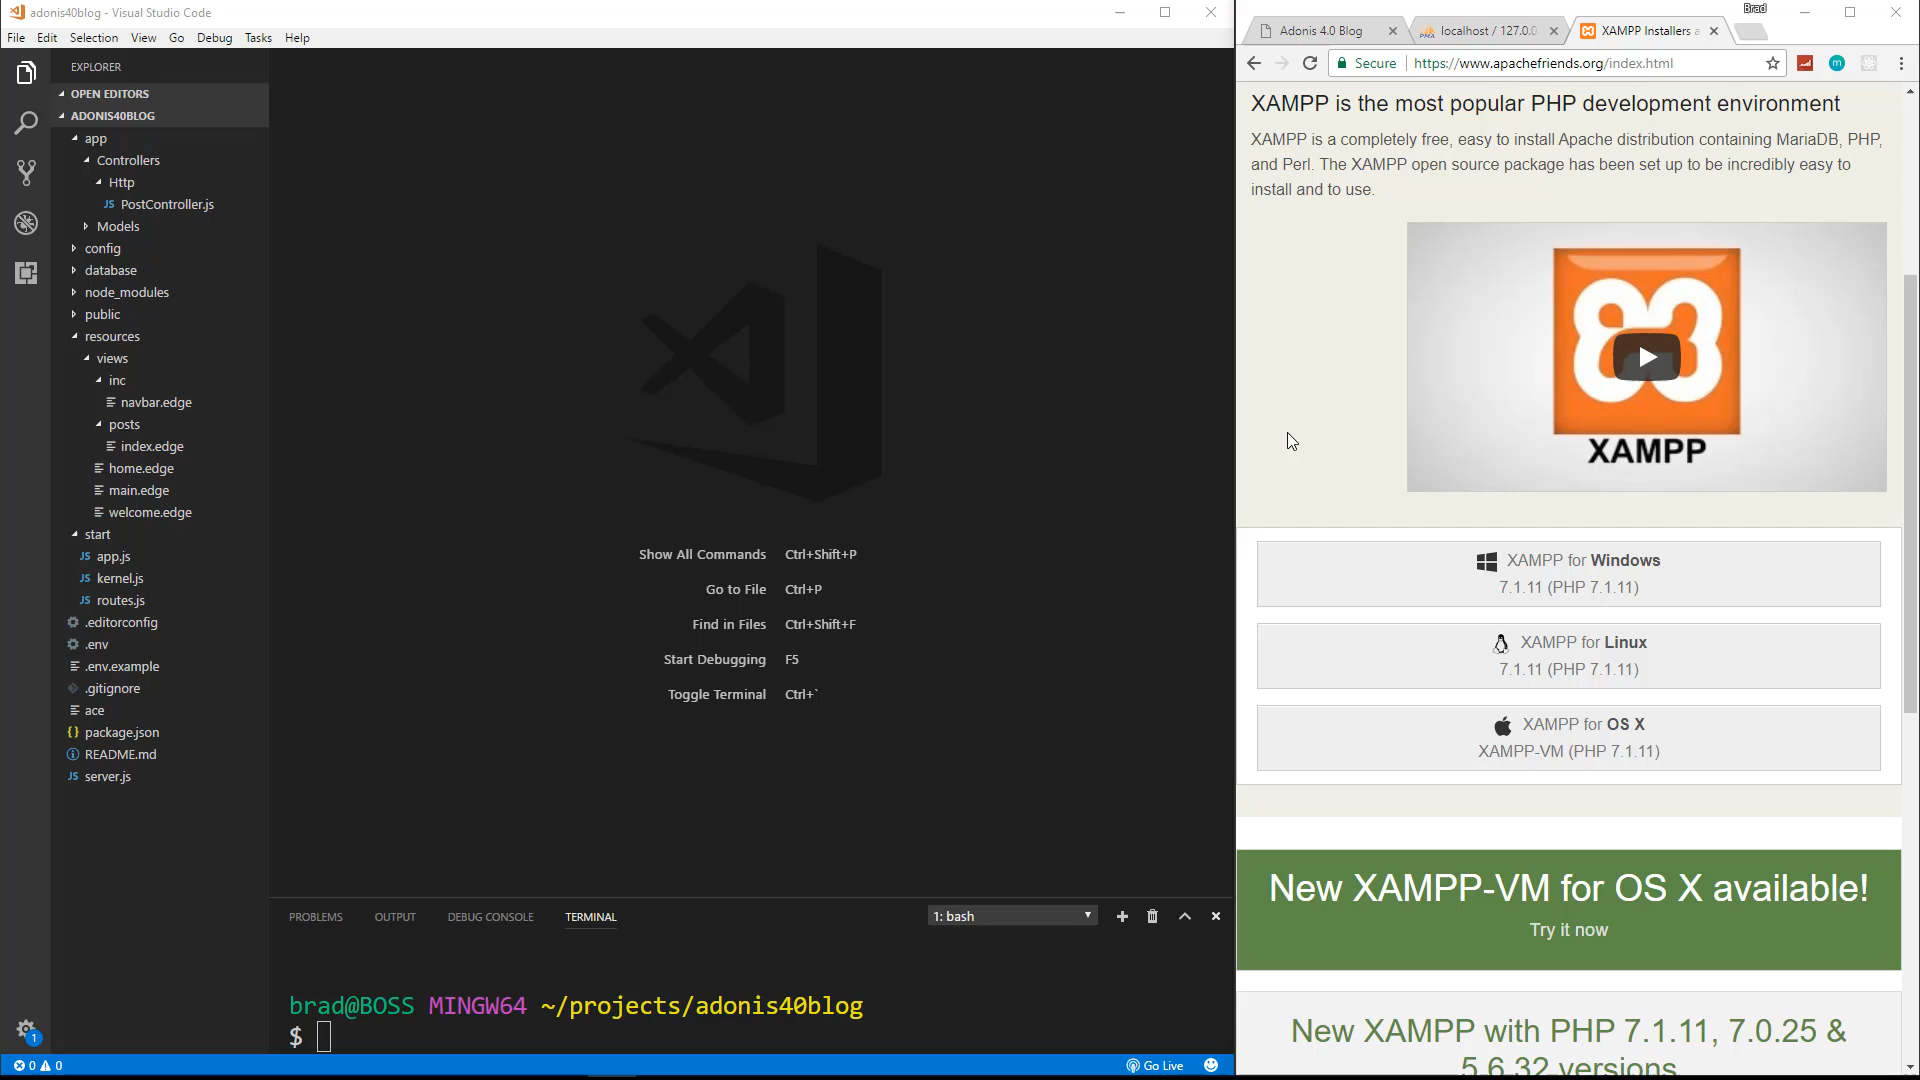 adonis40blog - Visual Studio Code
File Edit Selection View Go Debug Tasks Help
EXPLORER
OPEN EDITORS
ADONIS40BLOG
app
Controllers
Http
JS PostController.js
Models
config
database
node_modules
public
resources
views
inc
navbar.edge
posts
index.edge
home.edge
main.edge
welcome.edge
start
JS app.js
JS kernel.js
JS routes.js
.editorconfig
.env
.env.example
.gitignore
ace
{} package.json
README.md
JS server.js
1
Show All Commands Ctrl+Shift+P
Go to File Ctrl+P
Find in Files Ctrl+Shift+F
Start Debugging F5
Toggle Terminal Ctrl+`
PROBLEMS OUTPUT DEBUG CONSOLE TERMINAL 1: bash
brad@BOSS MINGW64 ~/projects/adonis40blog
$
0 0 Go Live
Brad
Adonis 4.0 Blog localhost / 127.0.0 XAMPP Installers a
Secure https://www.apachefriends.org/index.html
XAMPP is the most popular PHP development environment
XAMPP is a completely free, easy to install Apache distribution containing MariaDB, PHP,
and Perl. The XAMPP open source package has been set up to be incredibly easy to
install and to use.
XAMPP
XAMPP for Windows
7.1.11 (PHP 7.1.11)
XAMPP for Linux
7.1.11 (PHP 7.1.11)
XAMPP for OS X
XAMPP-VM (PHP 7.1.11)
New XAMPP-VM for OS X available!
Try it now
New XAMPP with PHP 7.1.11, 7.0.25 &
5.6.32 versions